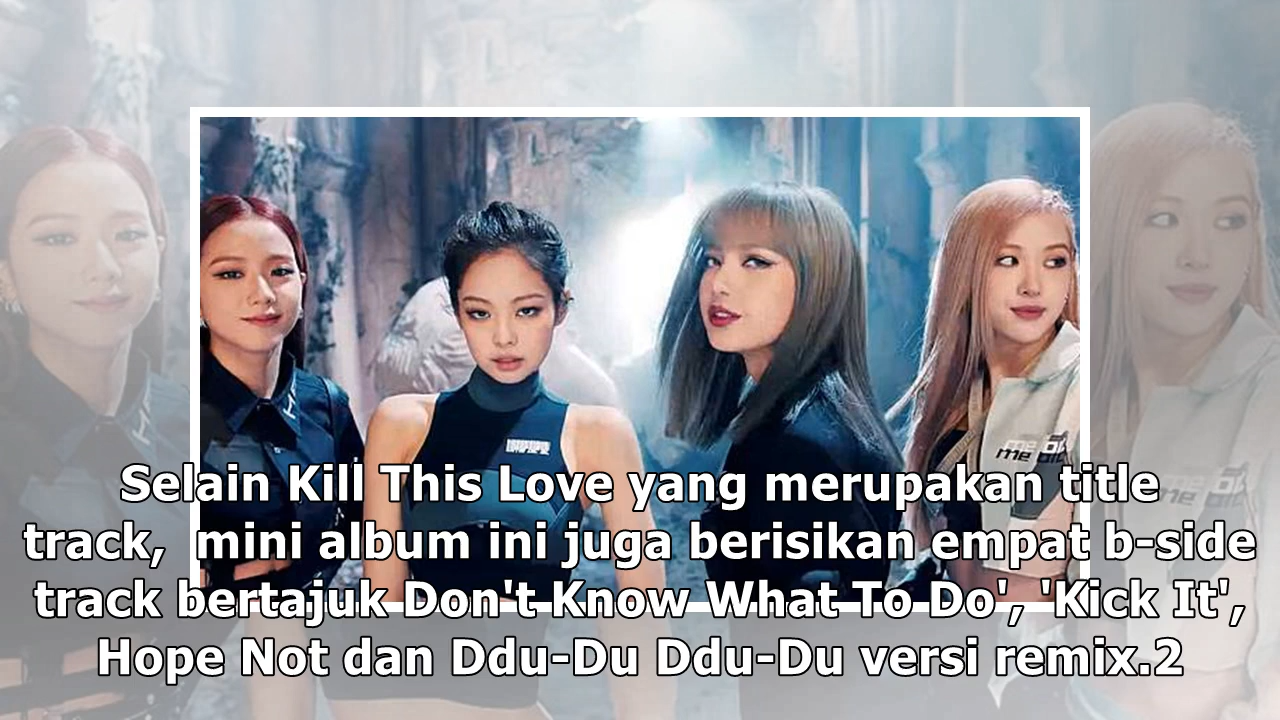 Selain Kill This Love yang merupakan title
track,  mini album ini juga berisikan empat b-side
track bertajuk Don't Know What To Do', 'Kick It',
Hope Not dan Ddu-Du Ddu-Du versi remix.2